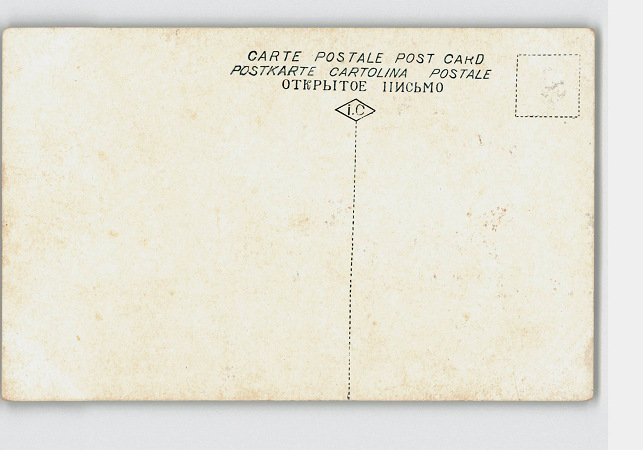 CARTE POSTALE POST CARD
POSTKARTE CARTOLINA POSTALE
ОТКРЫТОЕ ПИСЬМО
J.C